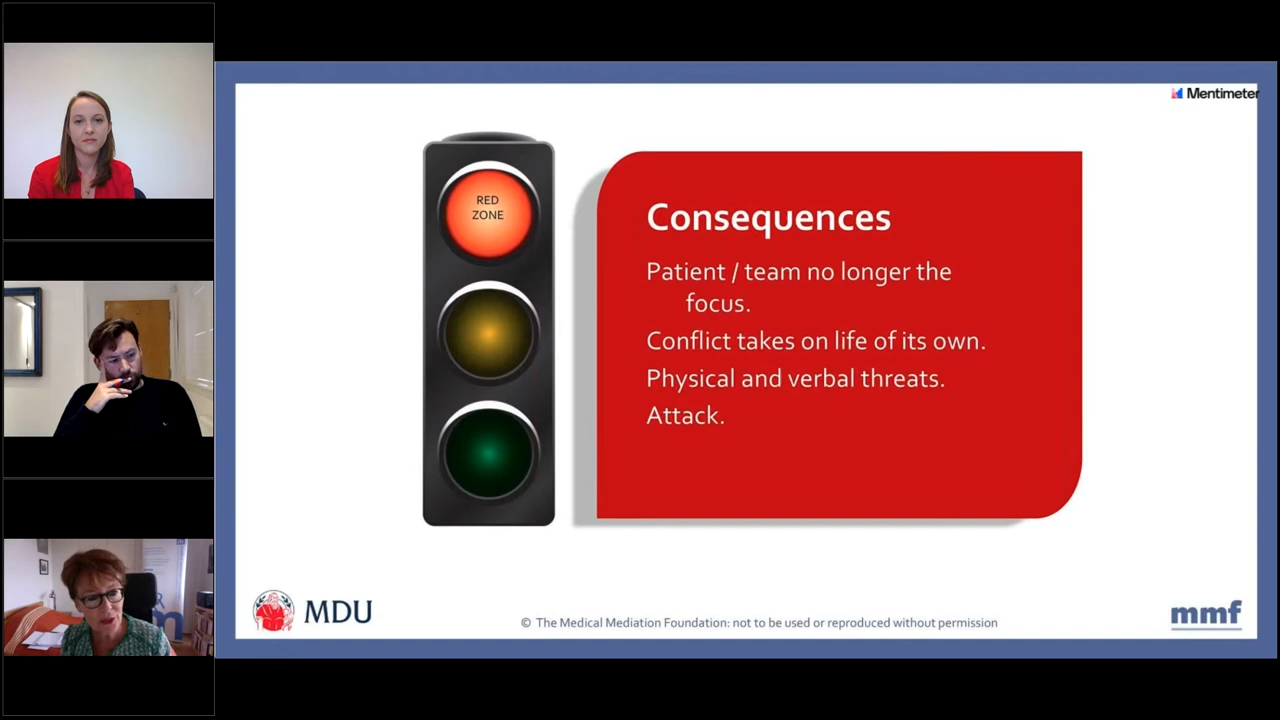 Mentimeter
RED
ZONE
Consequences
Patient / team no longer the
focus.
Conflict takes on life of its own.
Physical and verbal threats.
Attack.
MDU
© The Medical Mediation Foundation: not to be used or reproduced without permission
mmf